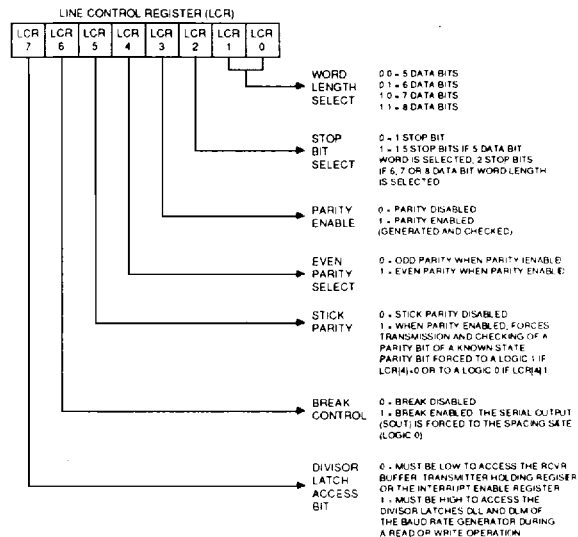 LINE CONTROL REGISTER (LCR)
LCR 7 LCR 6 LCR 5 LCR 4 LCR 3 LCR 2 LCR 1 LCR 0
WORD LENGTH SELECT
0 0 = 5 DATA BITS
0 1 = 6 DATA BITS
1 0 = 7 DATA BITS
1 1 = 8 DATA BITS
STOP BIT SELECT
0 = 1 STOP BIT
1 = 1 5 STOP BITS IF 5 DATA BIT
WORD IS SELECTED, 2 STOP BITS
IF 6, 7 OR 8 DATA BIT WORD LENGTH
IS SELECTED
PARITY ENABLE
0 = PARITY DISABLED
1 = PARITY ENABLED
(GENERATED AND CHECKED)
EVEN PARITY SELECT
0 = ODD PARITY WHEN PARITY IENABLED
1 = EVEN PARITY WHEN PARITY ENABLED
STICK PARITY
0 = STICK PARITY DISABLED
1 = WHEN PARITY ENABLED, FORCES
TRANSMISSION AND CHECKING OF A
PARITY BIT OF A KNOWN STATE
PARITY BIT FORCED TO A LOGIC 1 IF
LCR(4)=0 OR TO A LOGIC 0 IF LCR(4) 1
BREAK CONTROL
0 = BREAK DISABLED
1 = BREAK ENABLED THE SERIAL OUTPUT
(SOUT) IS FORCED TO THE SPACING SATE
(LOGIC 0)
DIVISOR LATCH ACCESS BIT
0 = MUST BE LOW TO ACCESS THE RCVR
BUFFER TRANSMITTER HOLDING REGISER
OR THE INTERRUPT ENABLE REGISTER
1 = MUST BE HIGH TO ACCESS THE
DIVISOR LATCHES DLL AND DLM OF
THE BAUD RATE GENERATOR DURING
A READ OR WRITE OPERATION